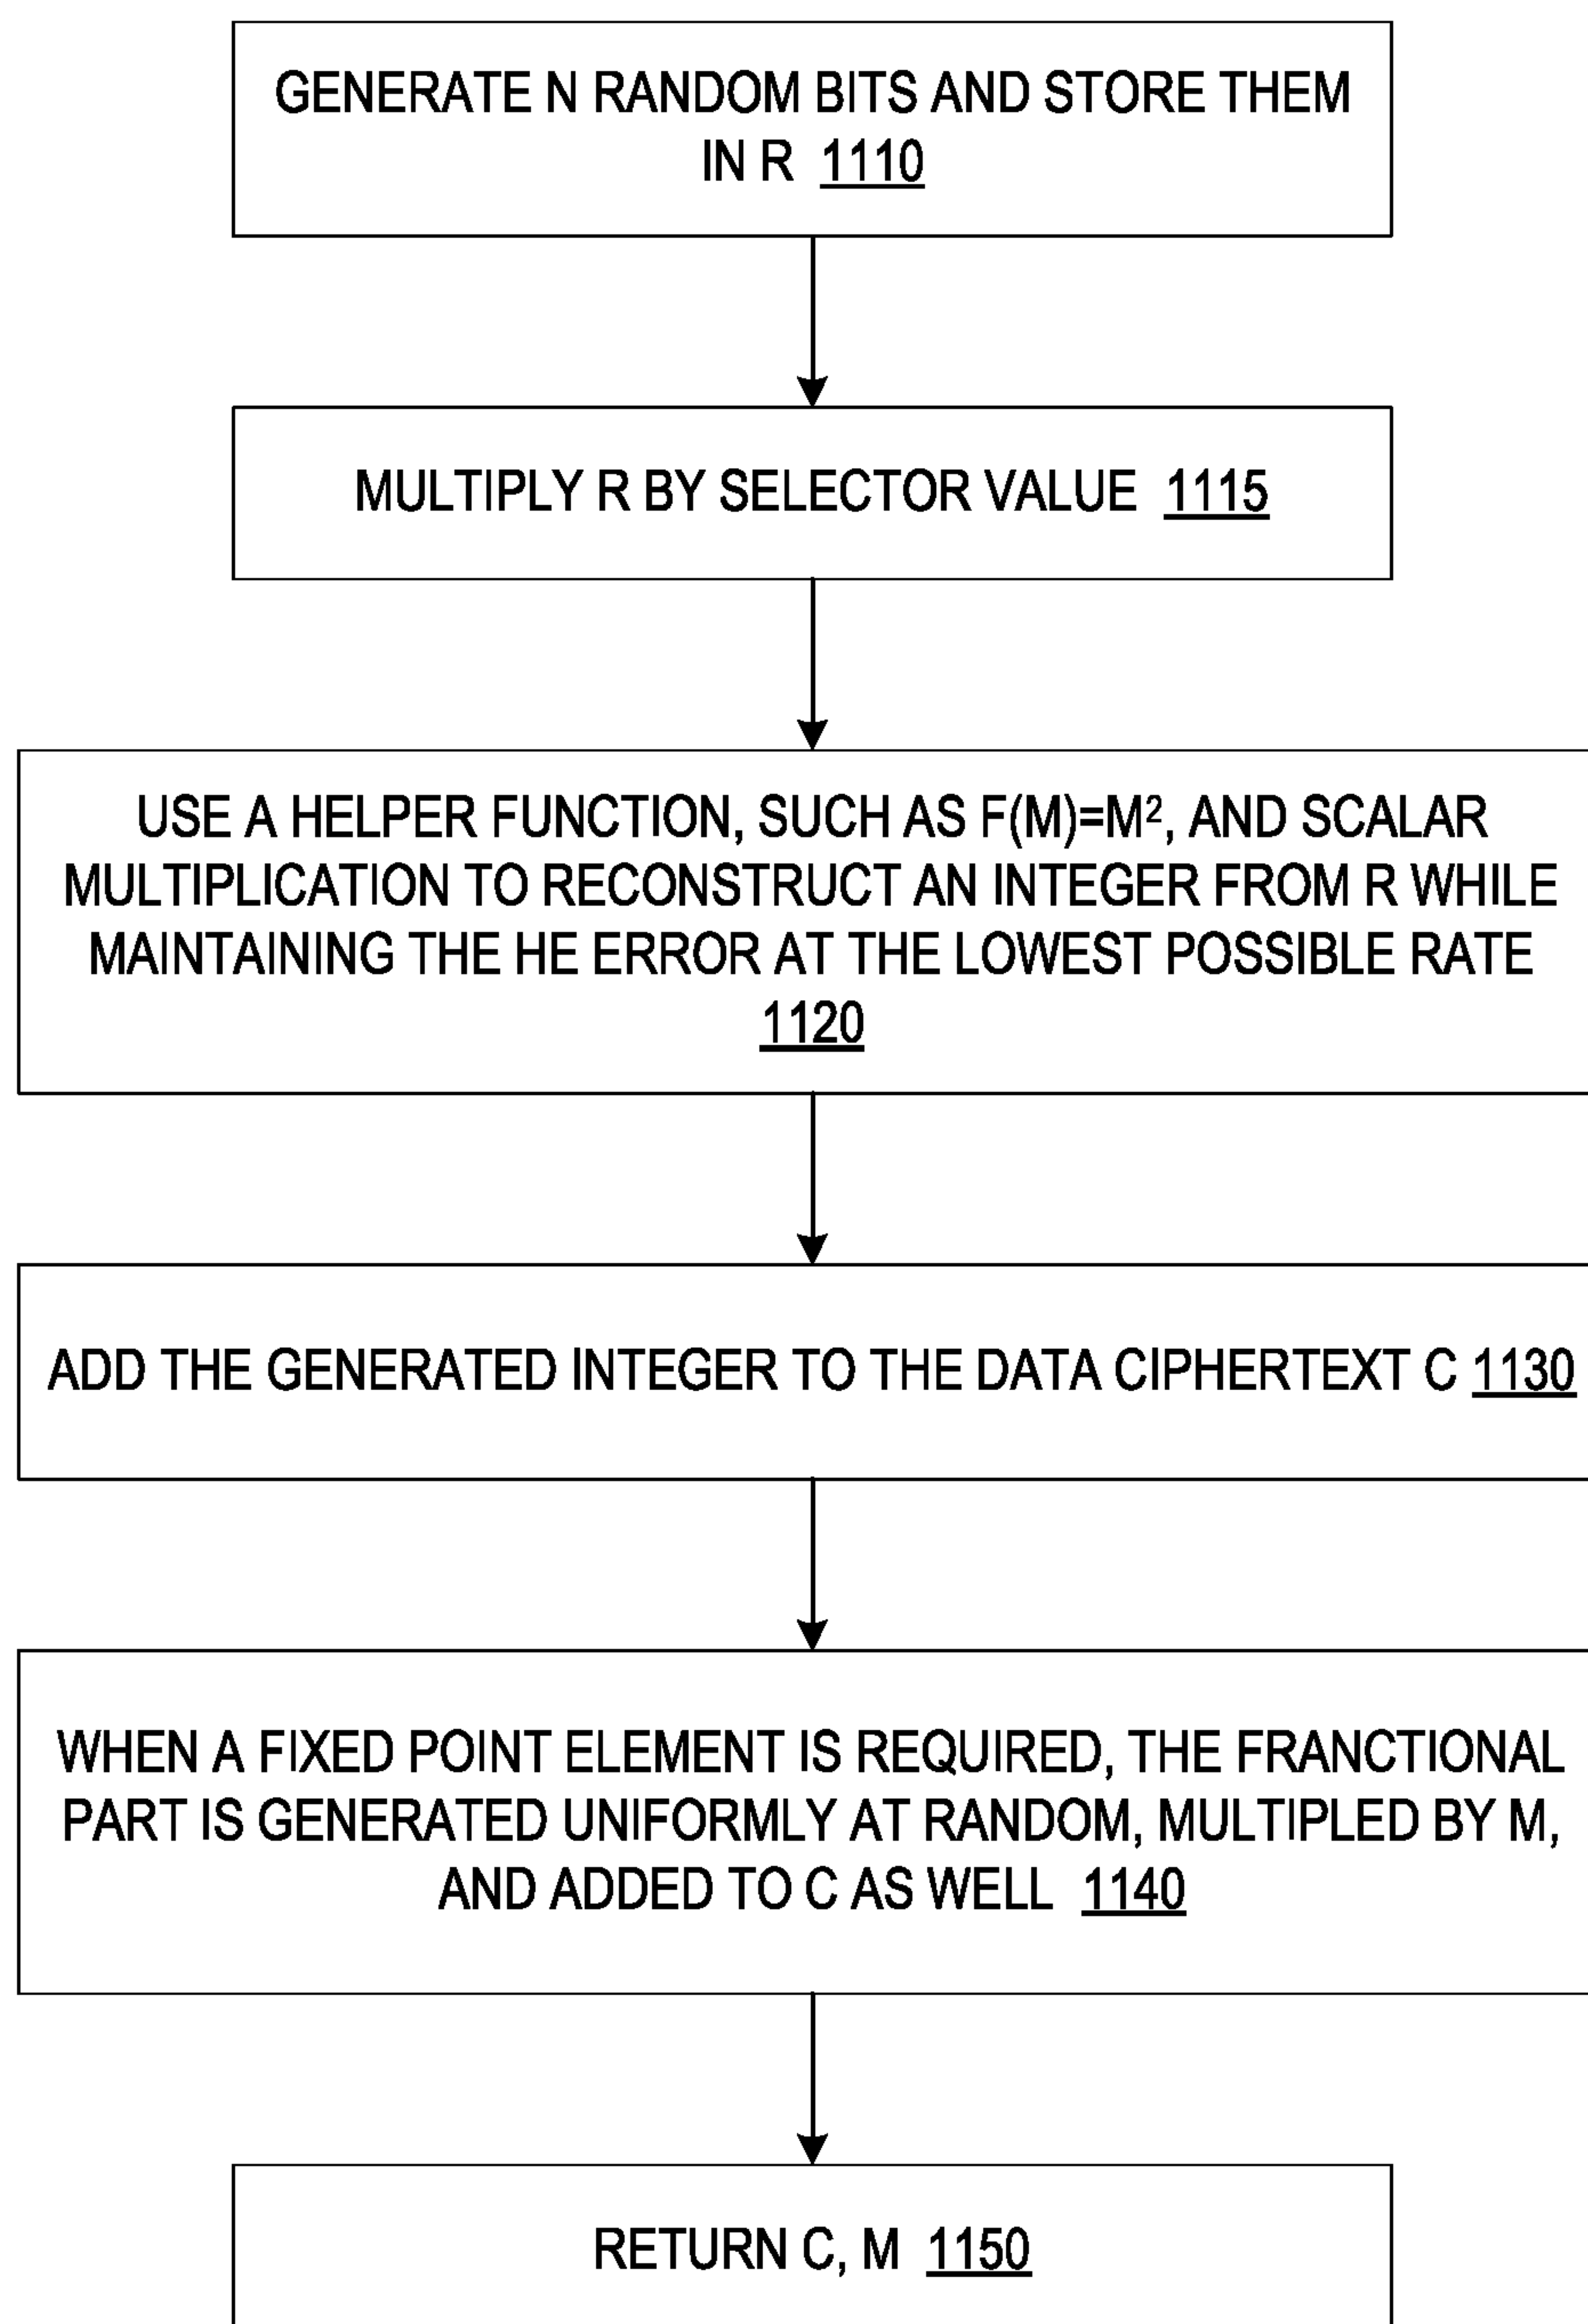 GENERATE N RANDOM BITS AND STORE THEM
IN R 1110
MULTIPLY R BY SELECTOR VALUE 1115
USE A HELPER FUNCTION, SUCH AS F(M)=M², AND SCALAR
MULTIPLICATION TO RECONSTRUCT AN INTEGER FROM R WHILE
MAINTAINING THE HE ERROR AT THE LOWEST POSSIBLE RATE
1120
ADD THE GENERATED INTEGER TO THE DATA CIPHERTEXT C 1130
WHEN A FIXED POINT ELEMENT IS REQUIRED, THE FRANCTIONAL
PART IS GENERATED UNIFORMLY AT RANDOM, MULTIPLED BY M,
AND ADDED TO C AS WELL 1140
RETURN C, M 1150